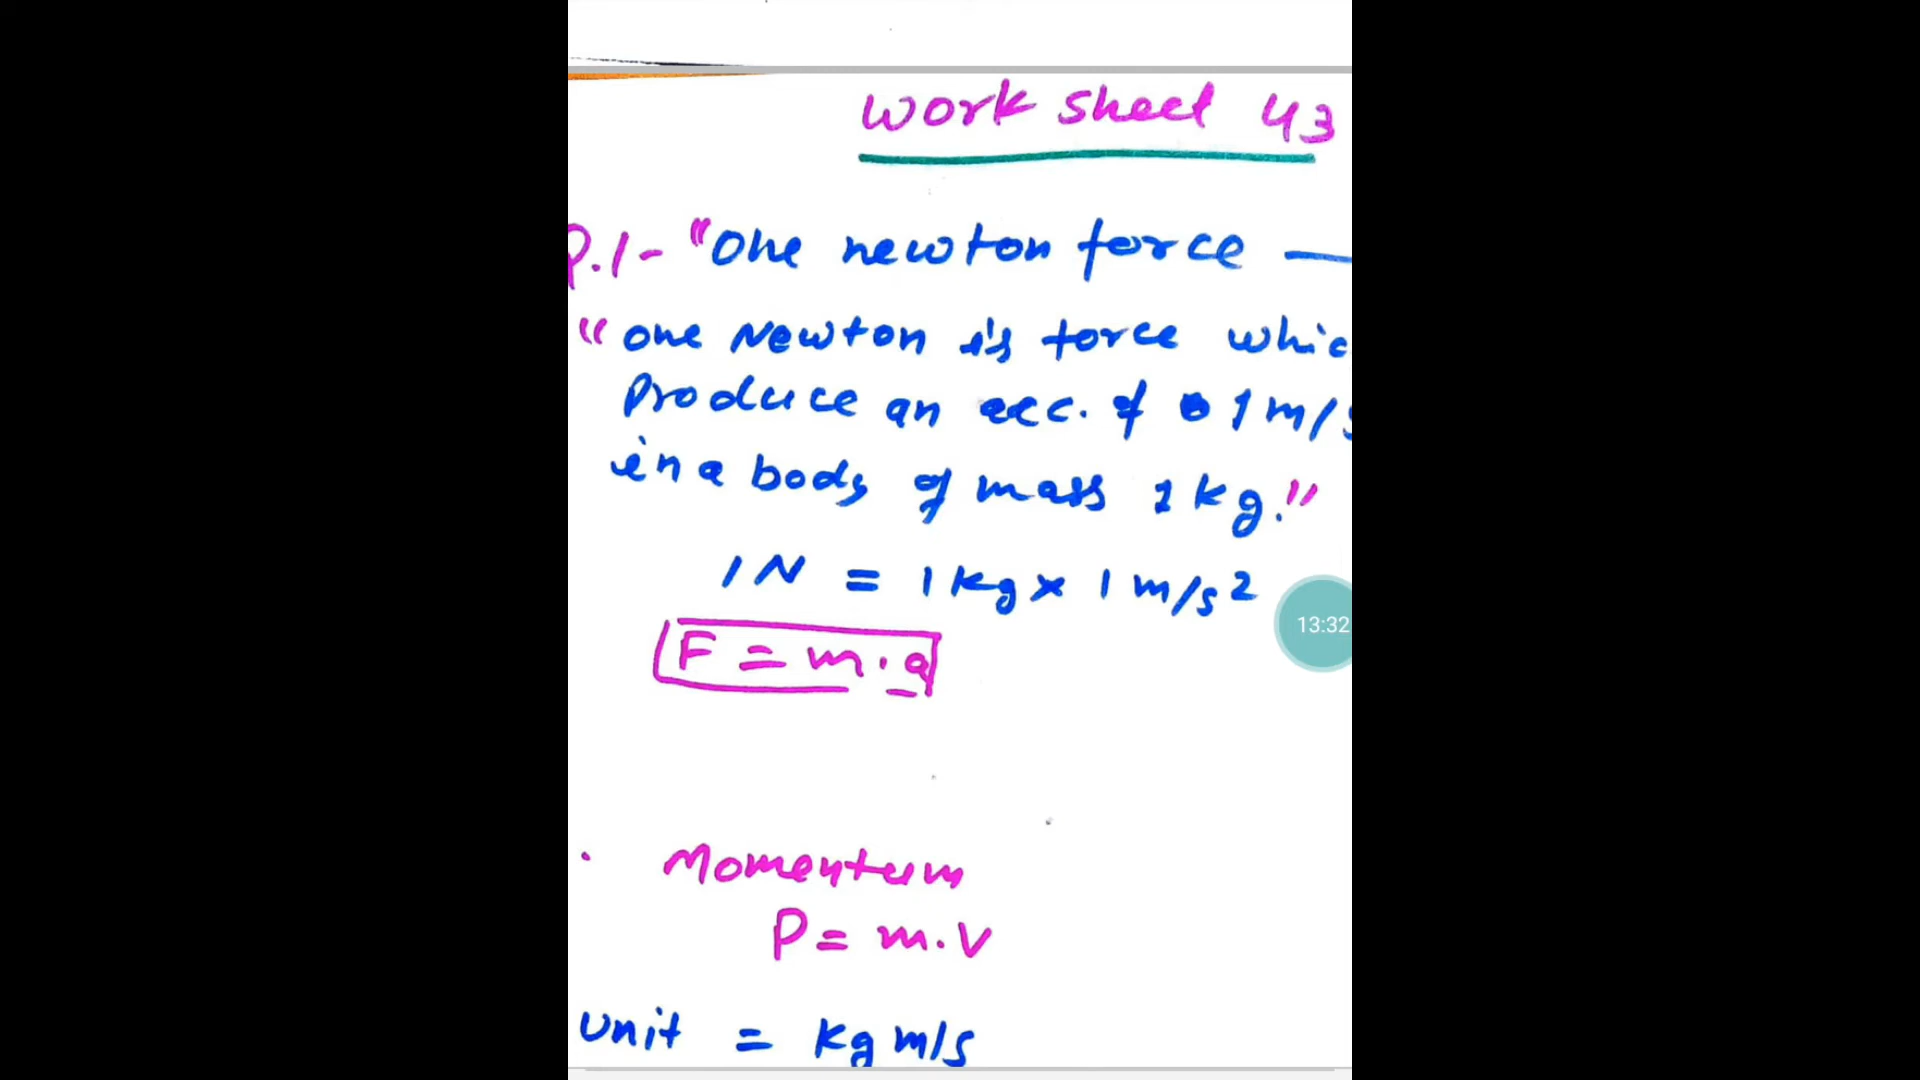 Work Sheet 43
Q.1- "One newton force —
"one Newton is force whic
Produce an acc. of 1m/s
in a body of mass 1 kg."
1N = 1kg x 1 m/s2
F = m.a
13:32
Momentum
P = m.v
Unit = kg m/s